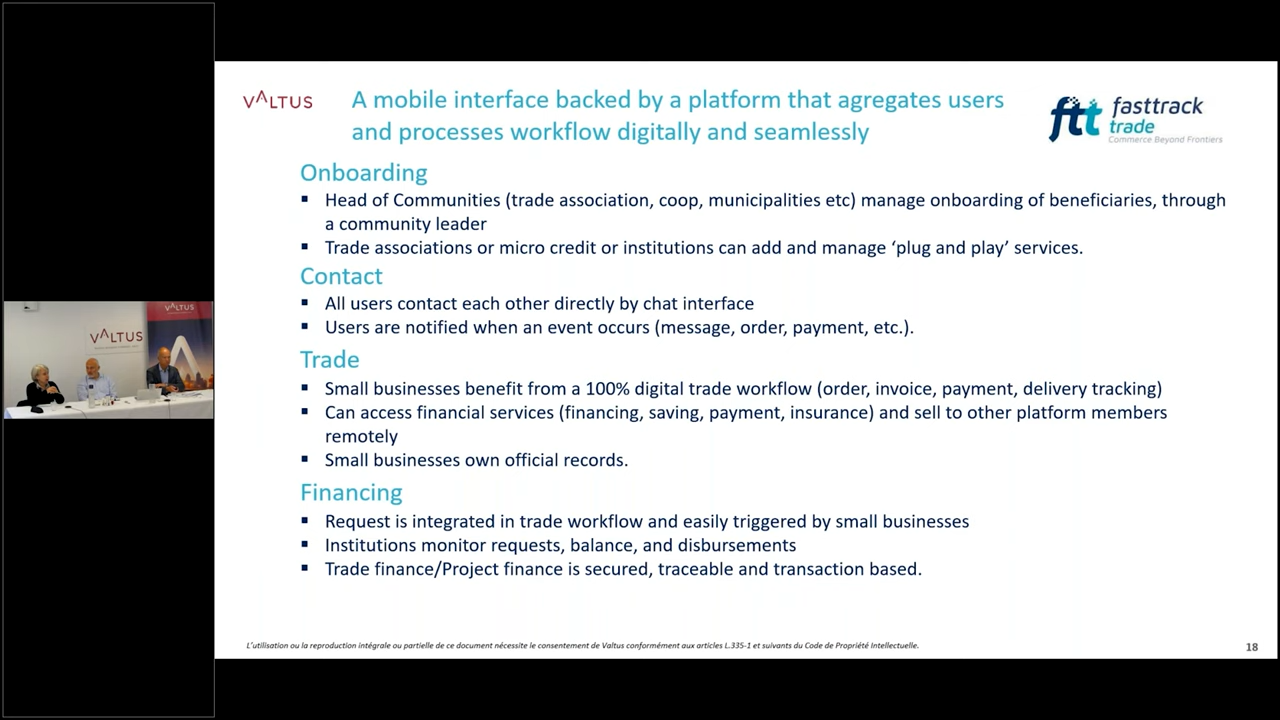 VALTUS
A mobile interface backed by a platform that agregates users
and processes workflow digitally and seamlessly
ftt fasttrack
trade
Commerce Beyond Frontiers
Onboarding
▪ Head of Communities (trade association, coop, municipalities etc) manage onboarding of beneficiaries, through
a community leader
▪ Trade associations or micro credit or institutions can add and manage ‘plug and play’ services.
Contact
▪ All users contact each other directly by chat interface
▪ Users are notified when an event occurs (message, order, payment, etc.).
Trade
▪ Small businesses benefit from a 100% digital trade workflow (order, invoice, payment, delivery tracking)
▪ Can access financial services (financing, saving, payment, insurance) and sell to other platform members
remotely
▪ Small businesses own official records.
Financing
▪ Request is integrated in trade workflow and easily triggered by small businesses
▪ Institutions monitor requests, balance, and disbursements
▪ Trade finance/Project finance is secured, traceable and transaction based.
L’utilisation ou la reproduction intégrale ou partielle de ce document nécessite le consentement de Valtus conformément aux articles L.335-1 et suivants du Code de Propriété Intellectuelle.
18
VALTUS
VALTUS